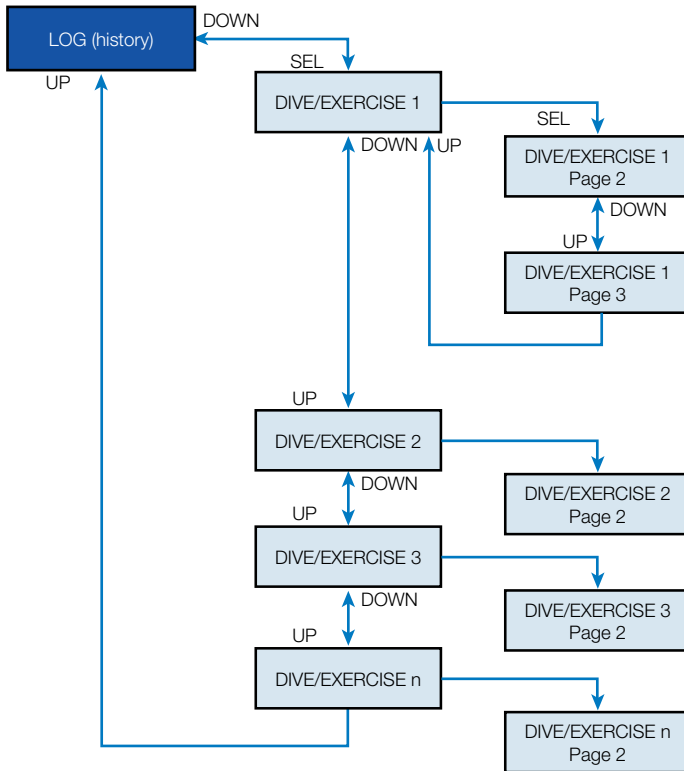 DOWN
LOG (history)
UP
SEL
DIVE/EXERCISE 1
SEL
DOWN
UP
DIVE/EXERCISE 1
Page 2
DOWN
UP
DIVE/EXERCISE 1
Page 3
UP
DIVE/EXERCISE 2
DOWN
DIVE/EXERCISE 2
Page 2
UP
DIVE/EXERCISE 3
DOWN
DIVE/EXERCISE 3
Page 2
UP
DIVE/EXERCISE n
DIVE/EXERCISE n
Page 2